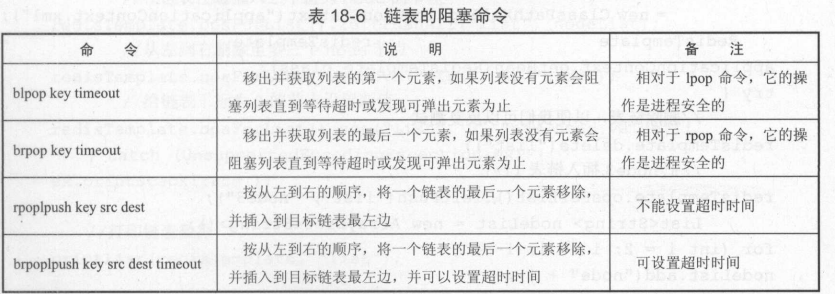 表 18-6 链表的阻塞命令
命 令 说 明 备 注
blpop key timeout 移出并获取列表的第一个元素，如果列表没有元素会阻 相对于 lpop 命令，它的操
塞列表直到等待超时或发现可弹出元素为止 作是进程安全的
brpop key timeout 移出并获取列表的最后一个元素，如果列表没有元素会 相对于 rpop 命令，它的操
阻塞列表直到等待超时或发现可弹出元素为止 作是进程安全的
rpoplpush key src dest 按从左到右的顺序，将一个链表的最后一个元素移除， 不能设置超时时间
并插入到目标链表最左边
brpoplpush key src dest timeout 按从左到右的顺序，将一个链表的最后一个元素移除， 可设置超时时间
并插入到目标链表最左边，并可以设置超时时间